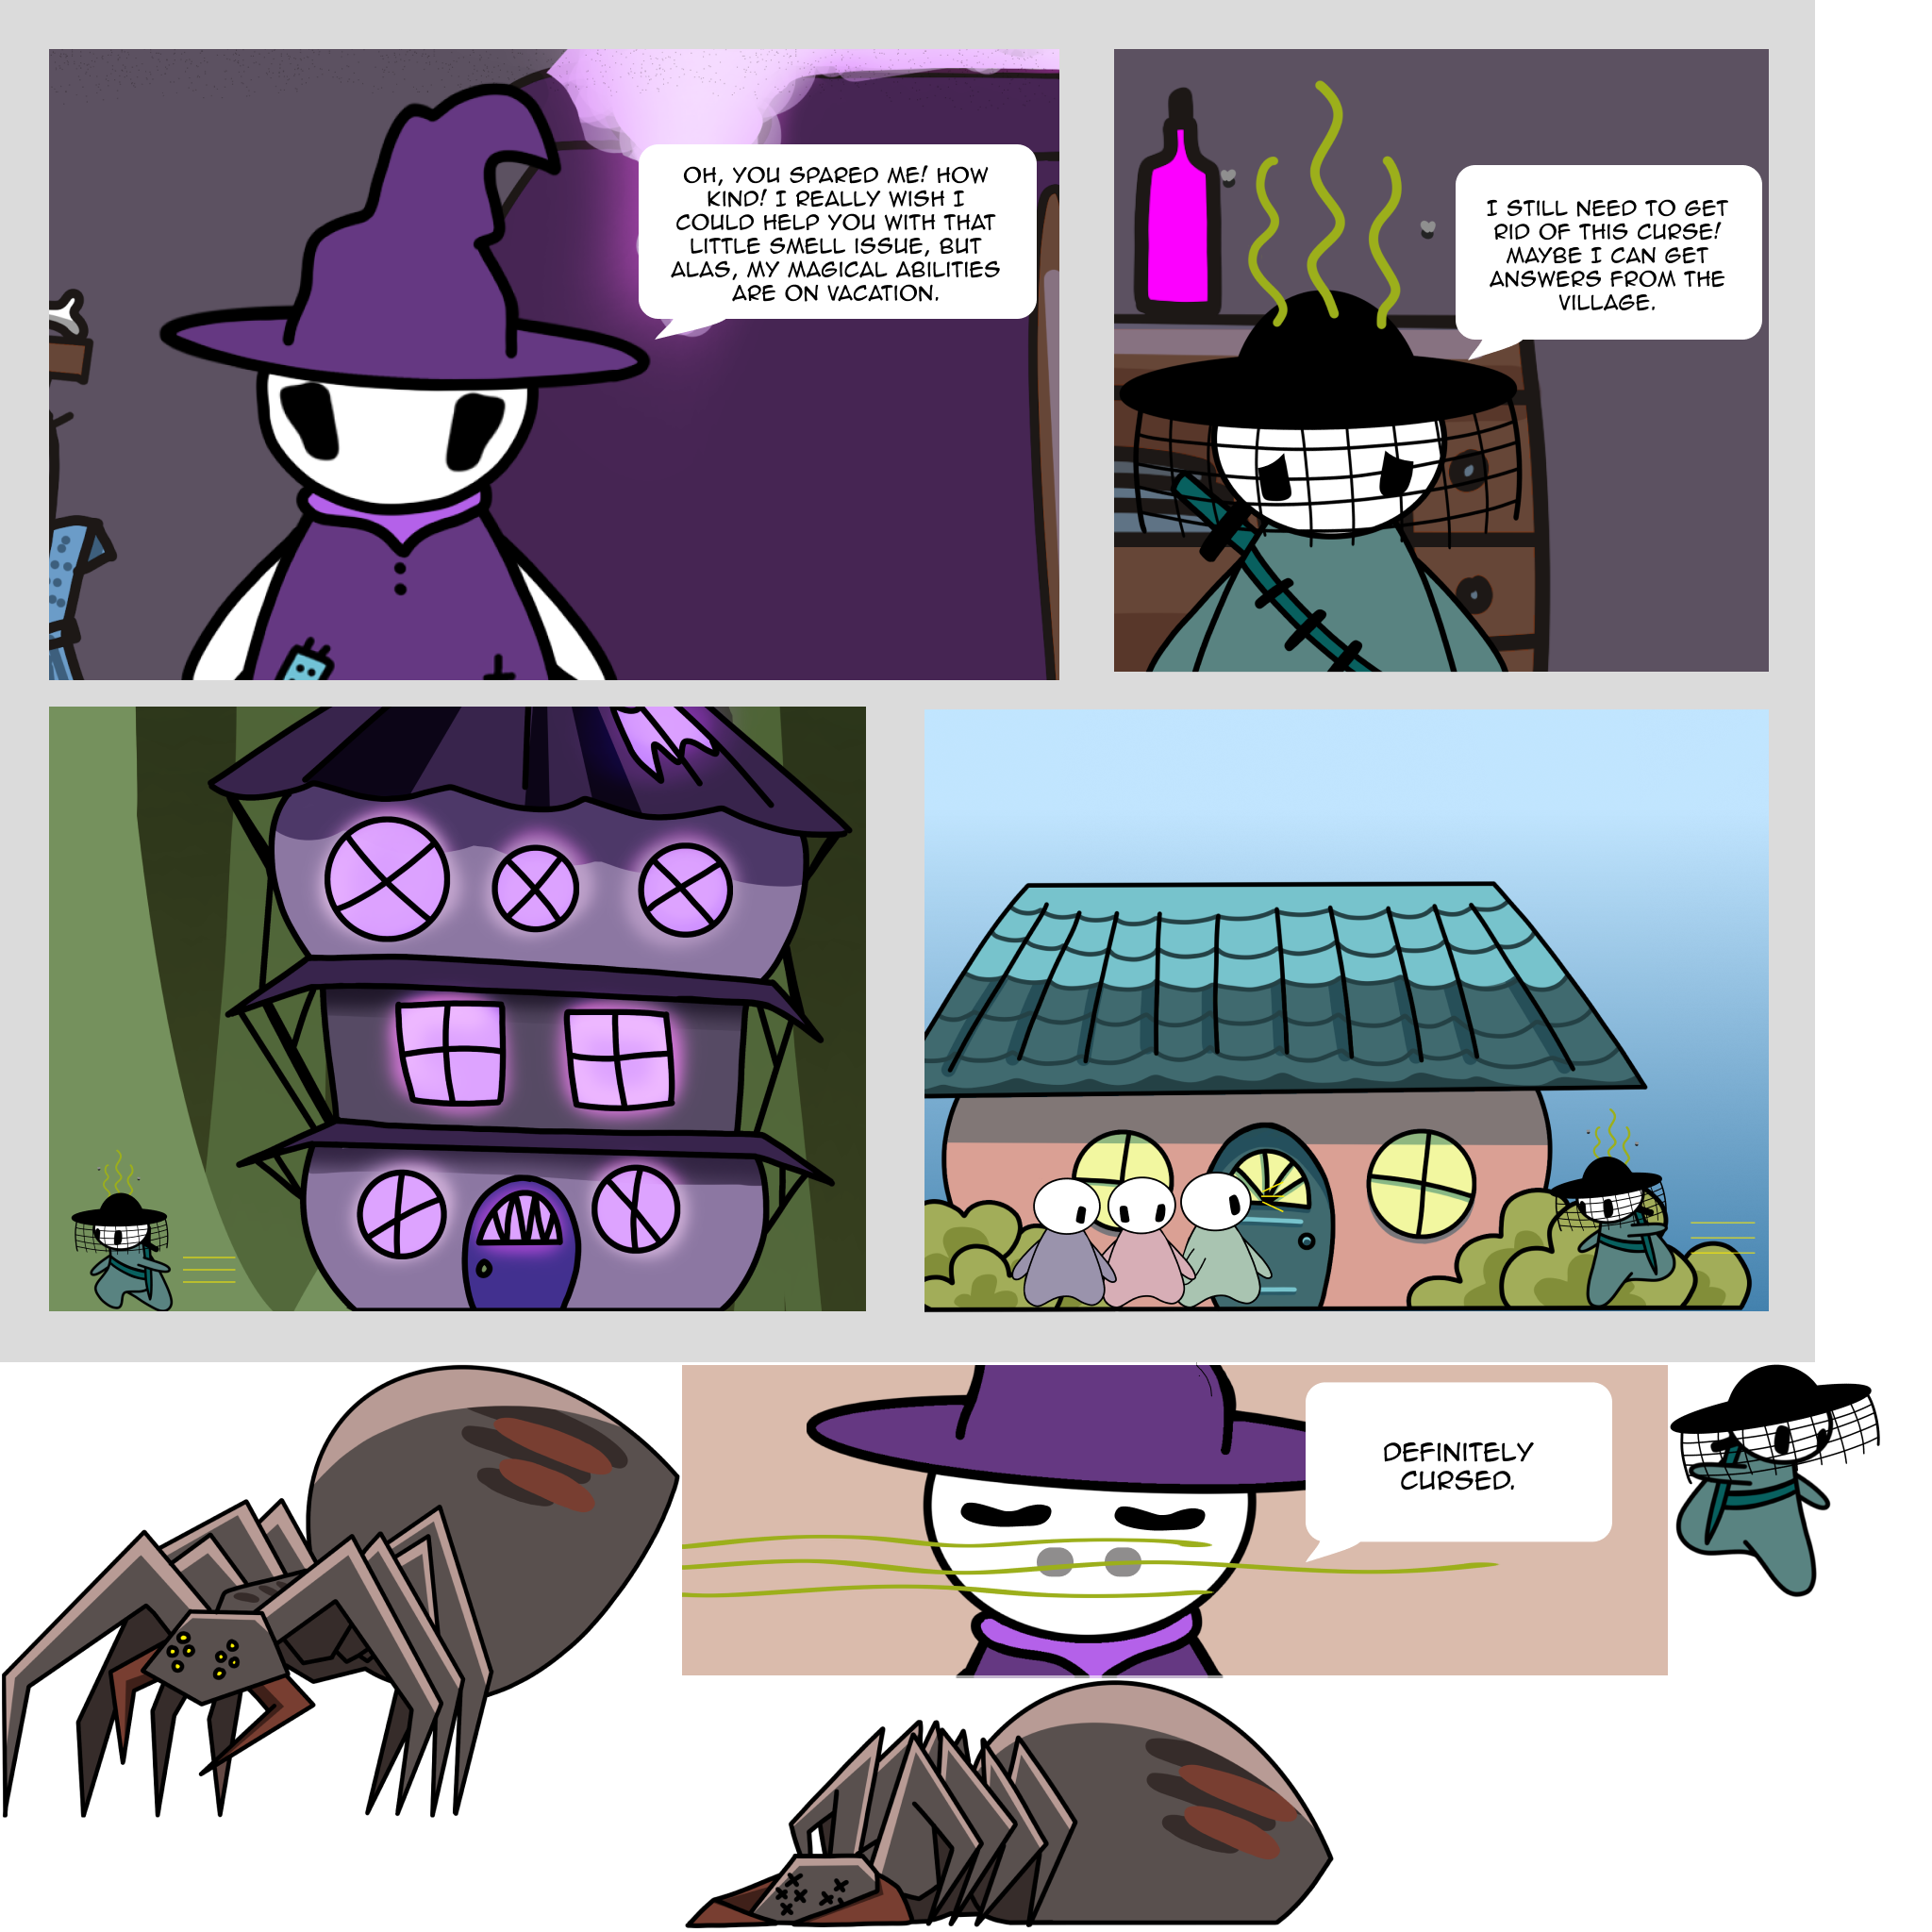 OH, YOU SPARED ME! HOW
KIND! I REALLY WISH I
COULD HELP YOU WITH THAT
LITTLE SMELL ISSUE, BUT
ALAS, MY MAGICAL ABILITIES
ARE ON VACATION.
I STILL NEED TO GET
RID OF THIS CURSE!
MAYBE I CAN GET
ANSWERS FROM THE
VILLAGE.
DEFINITELY
CURSED.